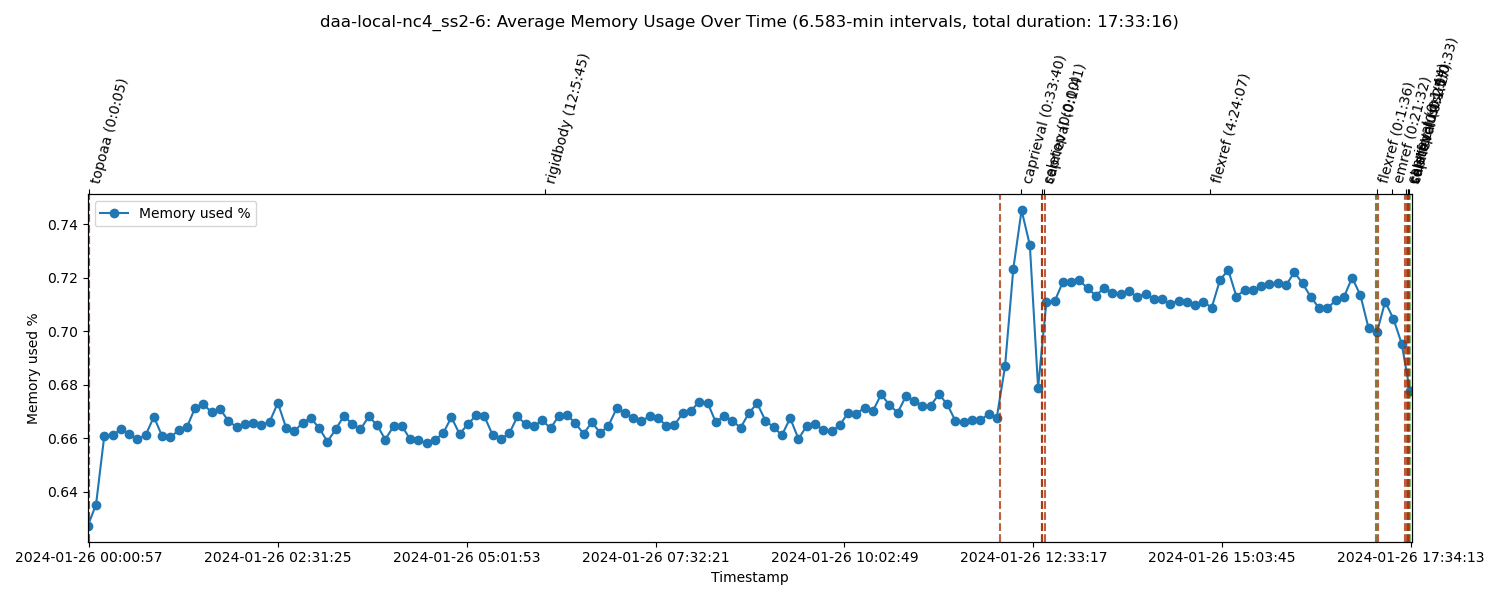 daa-local-nc4_ss2-6: Average Memory Usage Over Time (6.583-min intervals, total duration: 17:33:16)
topoaa (0:0:05)
rigidbody (12:5:45)
caprieval (0:33:40)
flexref (4:24:07)
flexref (0:1:36)
emref (0:21:32)
Memory used %
0.74
0.72
0.70
0.68
0.66
0.64
Memory used %
2024-01-26 00:00:57
2024-01-26 02:31:25
2024-01-26 05:01:53
2024-01-26 07:32:21
2024-01-26 10:02:49
2024-01-26 12:33:17
2024-01-26 15:03:45
2024-01-26 17:34:13
Timestamp